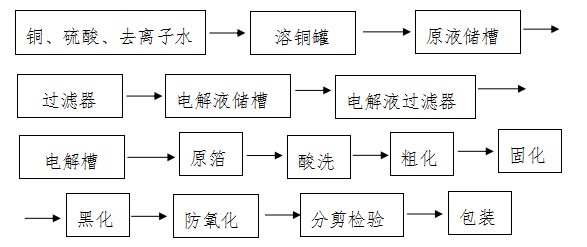 铜、硫酸、去离子水 溶铜罐 原液储槽
过滤器 电解液储槽 电解液过滤器
电解槽 原箔 酸洗 粗化 固化
黑化 防氧化 分剪检验 包装